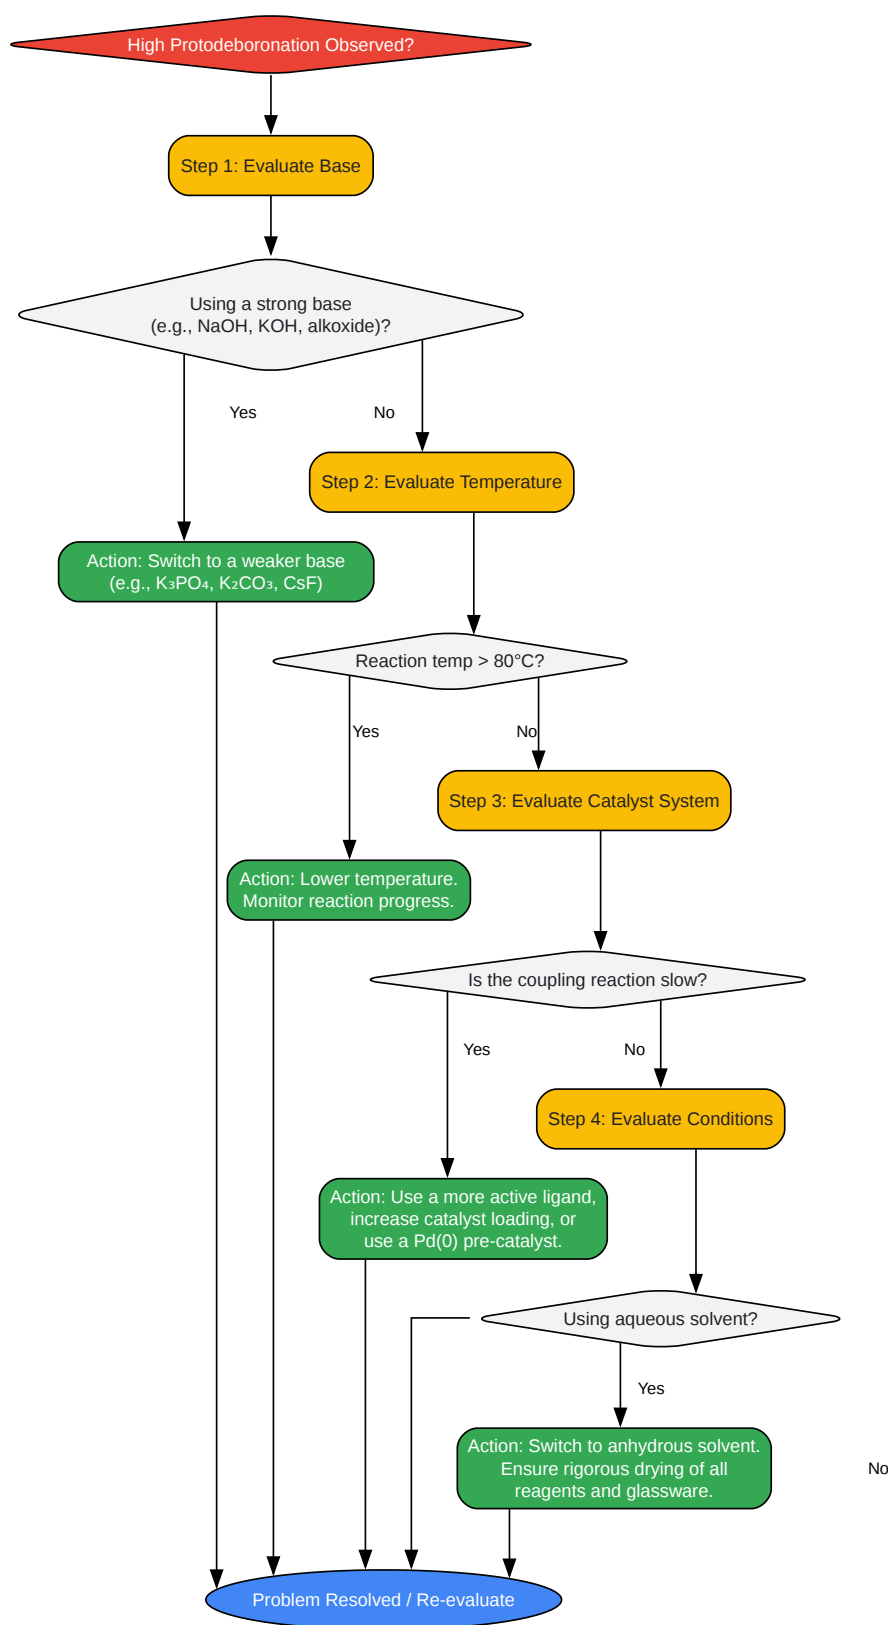 High Protodeboronation Observed?
Step 1: Evaluate Base
Using a strong base
(e.g., NaOH, KOH, alkoxide)?
Yes
No
Step 2: Evaluate Temperature
Action: Switch to a weaker base
(e.g., K₃PO₄, K₂CO₃, CsF)
Reaction temp > 80°C?
Yes
No
Step 3: Evaluate Catalyst System
Action: Lower temperature.
Monitor reaction progress.
Is the coupling reaction slow?
Yes
No
Step 4: Evaluate Conditions
Action: Use a more active ligand,
increase catalyst loading, or
use a Pd(0) pre-catalyst.
Using aqueous solvent?
Yes
Action: Switch to anhydrous solvent.
Ensure rigorous drying of all
reagents and glassware.
No
Problem Resolved / Re-evaluate